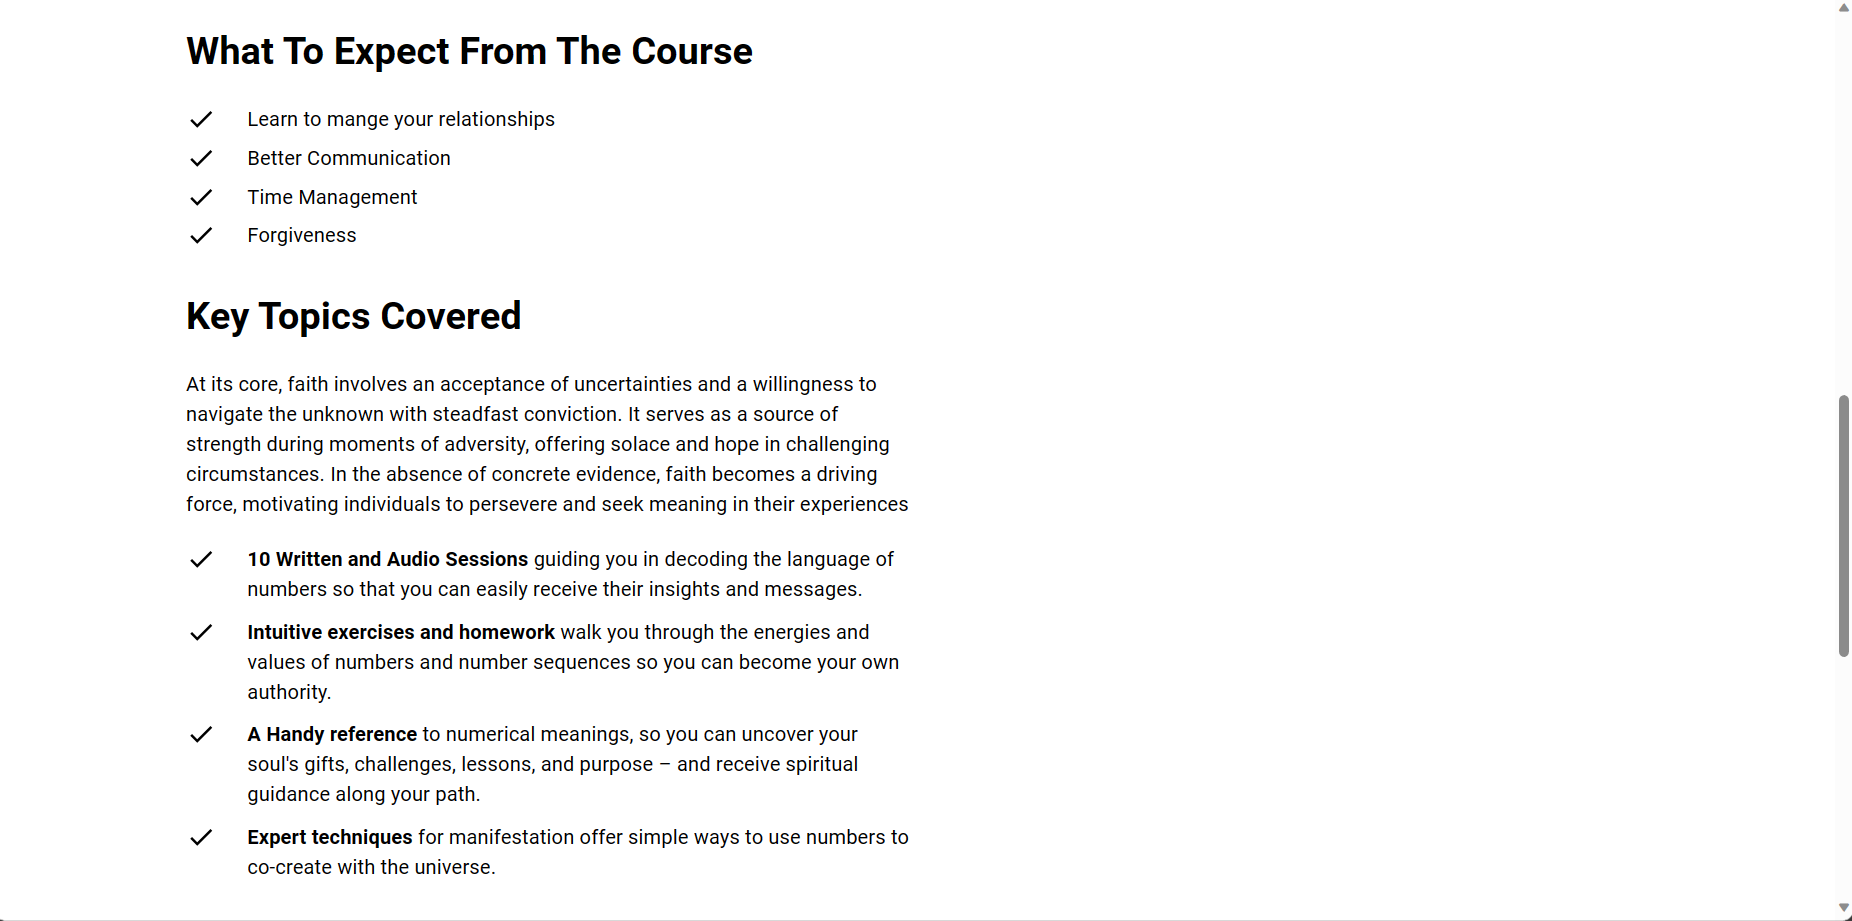 What To Expect From The Course
Learn to mange your relationships
Better Communication
Time Management
Forgiveness
Key Topics Covered
At its core, faith involves an acceptance of uncertainties and a willingness to
navigate the unknown with steadfast conviction. It serves as a source of
strength during moments of adversity, offering solace and hope in challenging
circumstances. In the absence of concrete evidence, faith becomes a driving
force, motivating individuals to persevere and seek meaning in their experiences
10 Written and Audio Sessions guiding you in decoding the language of
numbers so that you can easily receive their insights and messages.
Intuitive exercises and homework walk you through the energies and
values of numbers and number sequences so you can become your own
authority.
A Handy reference to numerical meanings, so you can uncover your
soul's gifts, challenges, lessons, and purpose – and receive spiritual
guidance along your path.
Expert techniques for manifestation offer simple ways to use numbers to
co-create with the universe.